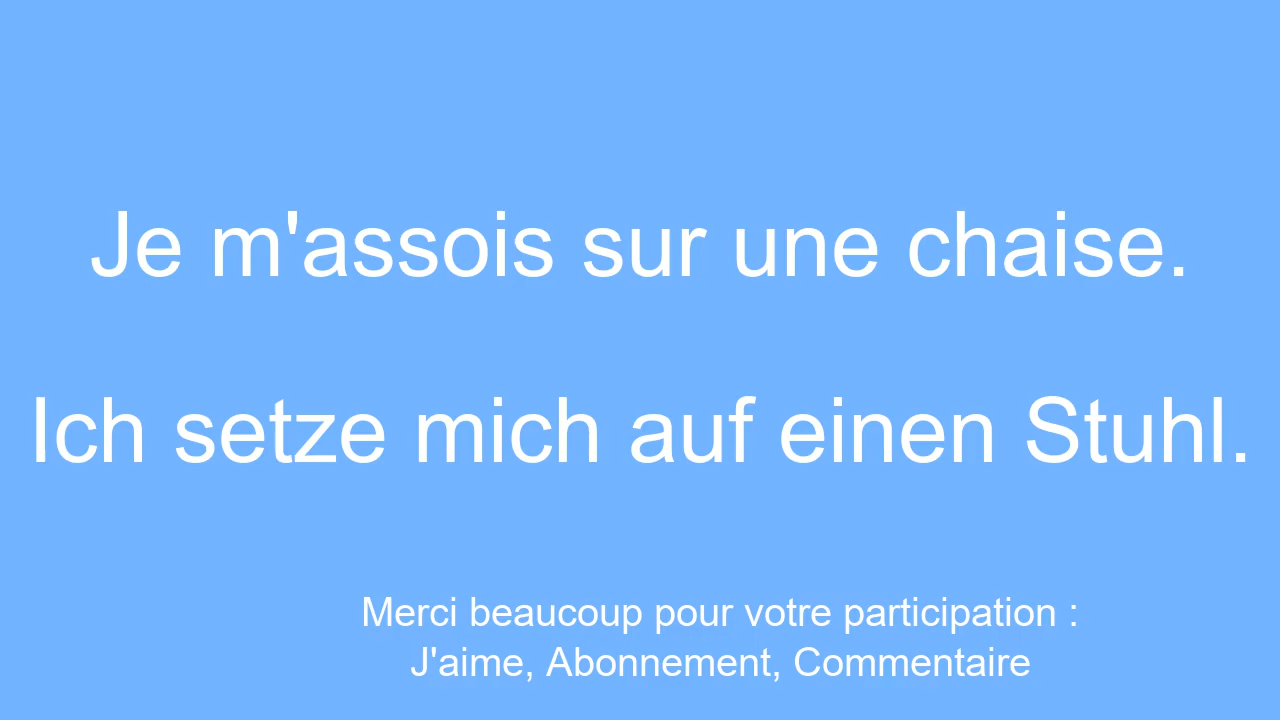 Je m'assois sur une chaise.
Ich setze mich auf einen Stuhl.
Merci beaucoup pour votre participation :
J'aime, Abonnement, Commentaire